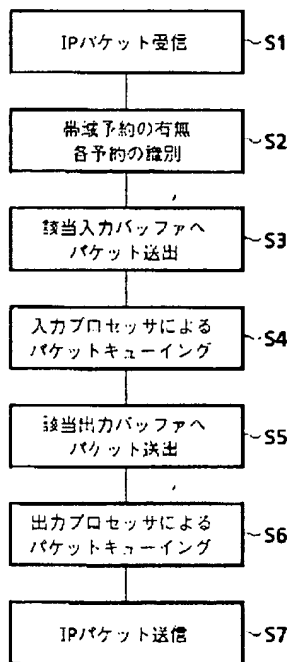 IPパケット受信 S1
帯域予約の有無
各予約の識別 S2
該当入力バッファへ
パケット送出 S3
入力プロセッサによる
パケットキューイング S4
該当出力バッファへ
パケット送出 S5
出力プロセッサによる
パケットキューイング S6
IPパケット送信 S7